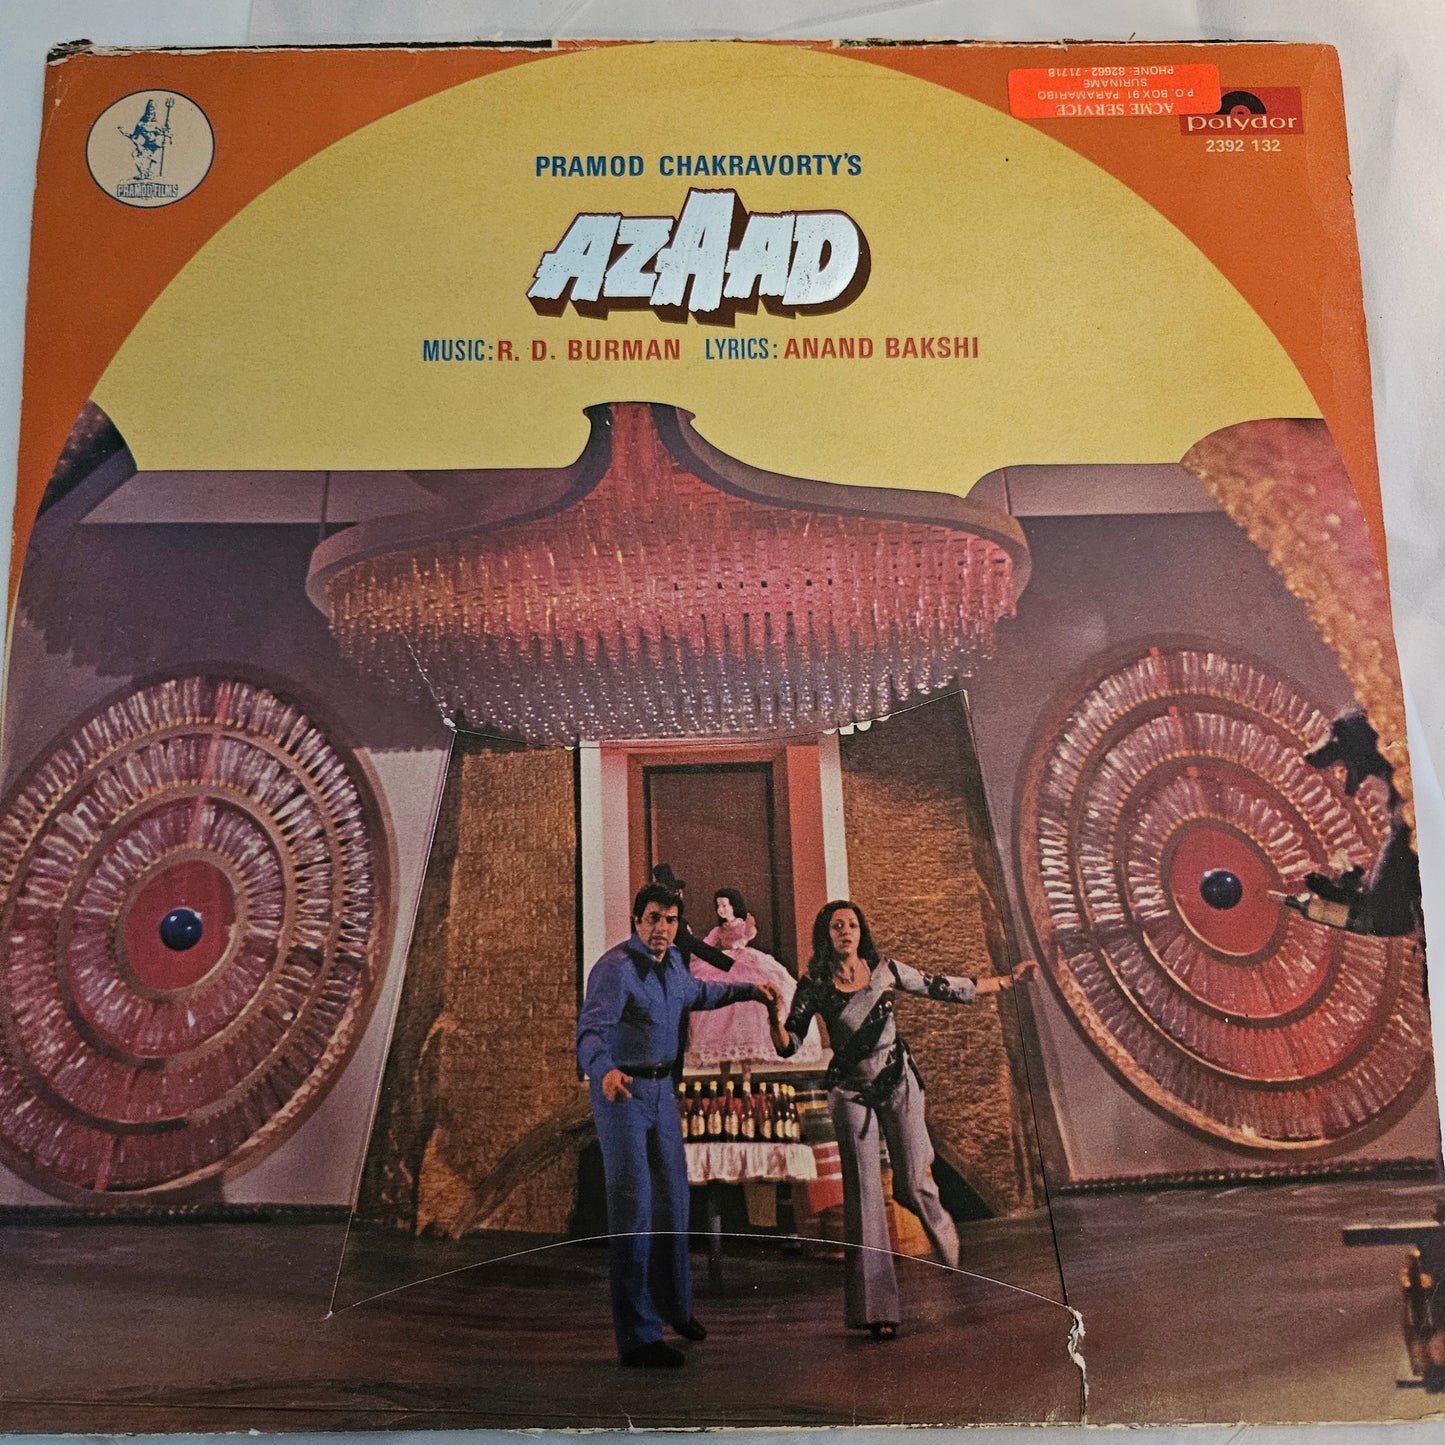 ACME SERVICE
P.O. BOX 91 PARAMARIBO
SURINAME
PHONE: 82662 - 71718
polydor
2392 132
PRAMOD FILMS
PRAMOD CHAKRAVORTY'S
AZAAD
MUSIC: R. D. BURMAN LYRICS: ANAND BAKSHI